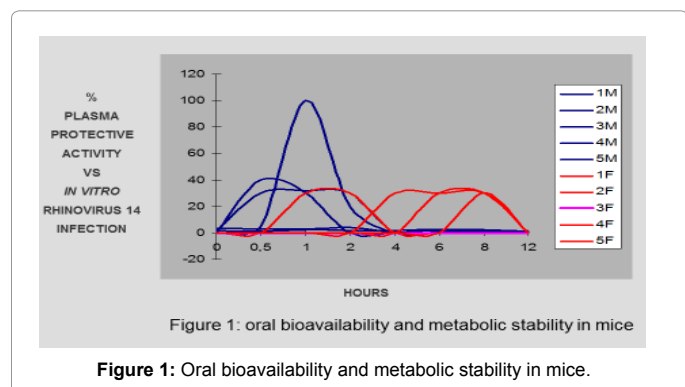 %
PLASMA
PROTECTIVE
ACTIVITY
VS
IN VITRO
RHINOVIRUS 14
INFECTION
120
100
80
60
40
20
0
-20
0 0,5 1 2 4 6 8 12
HOURS
1M
2M
3M
4M
5M
1F
2F
3F
4F
5F
Figure 1: oral bioavailability and metabolic stability in mice
Figure 1: Oral bioavailability and metabolic stability in mice.